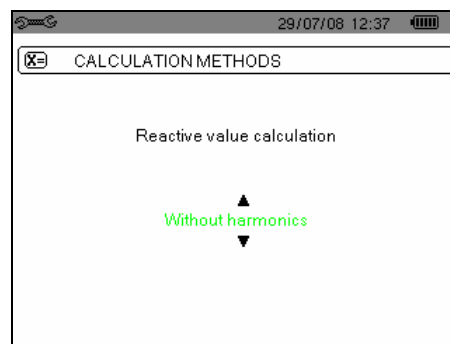 29/07/08 12:37
X= CALCULATION METHODS
Reactive value calculation
Without harmonics